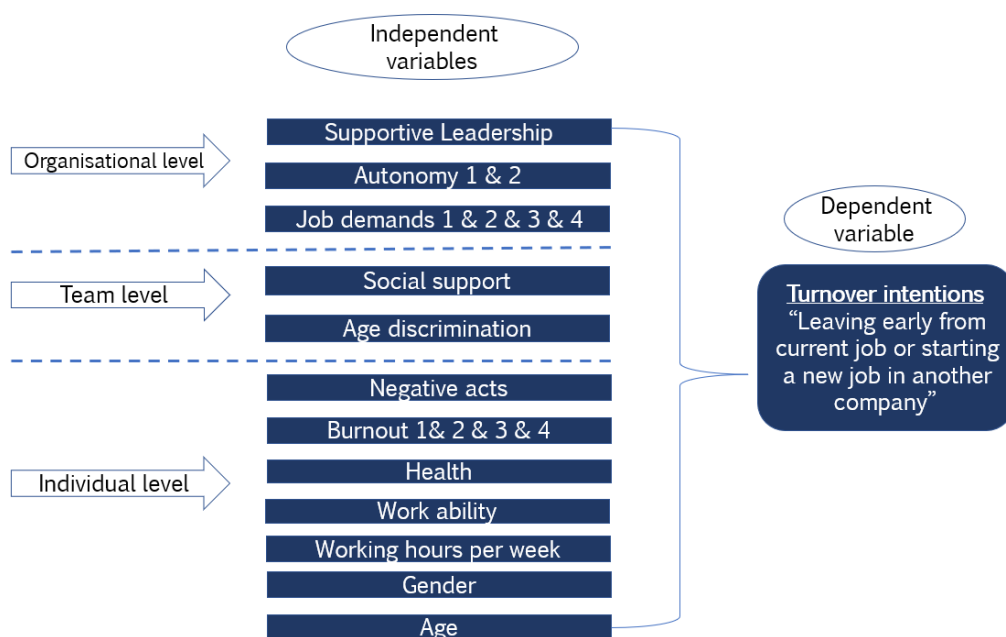 Independent
variables
Organisational level
Supportive Leadership
Autonomy 1 & 2
Job demands 1 & 2 & 3 & 4
Team level
Social support
Age discrimination
Individual level
Negative acts
Burnout 1& 2 & 3 & 4
Health
Work ability
Working hours per week
Gender
Age
Dependent
variable
Turnover intentions
“Leaving early from
current job or starting
a new job in another
company”